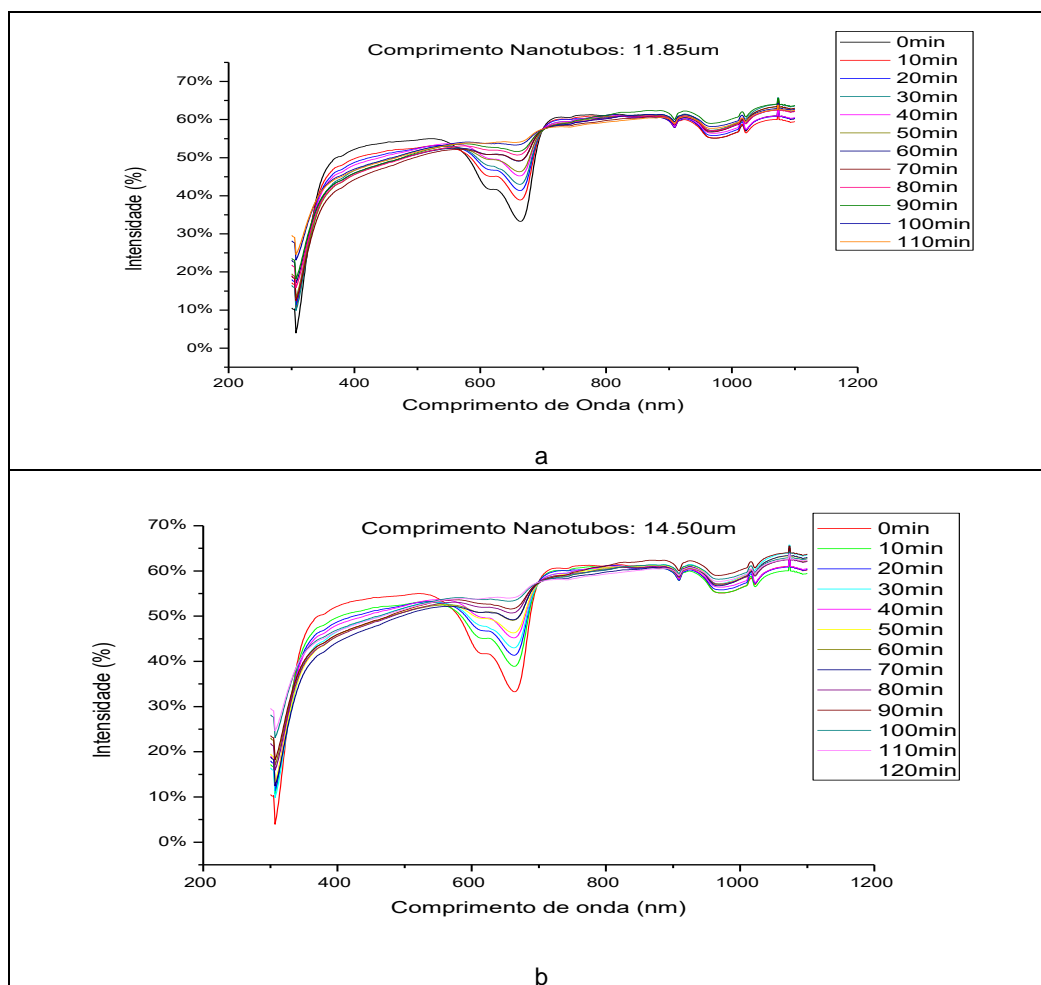 Comprimento Nanotubos: 11.85um
0min
10min
20min
30min
40min
50min
60min
70min
80min
90min
100min
110min
70%
60%
50%
40%
30%
20%
10%
0%
Intensidade (%)
200
400
600
800
1000
1200
Comprimento de Onda (nm)
a
Comprimento Nanotubos: 14.50um
0min
10min
20min
30min
40min
50min
60min
70min
80min
90min
100min
110min
120min
70%
60%
50%
40%
30%
20%
10%
0%
Intensidade (%)
200
400
600
800
1000
1200
Comprimento de onda (nm)
b